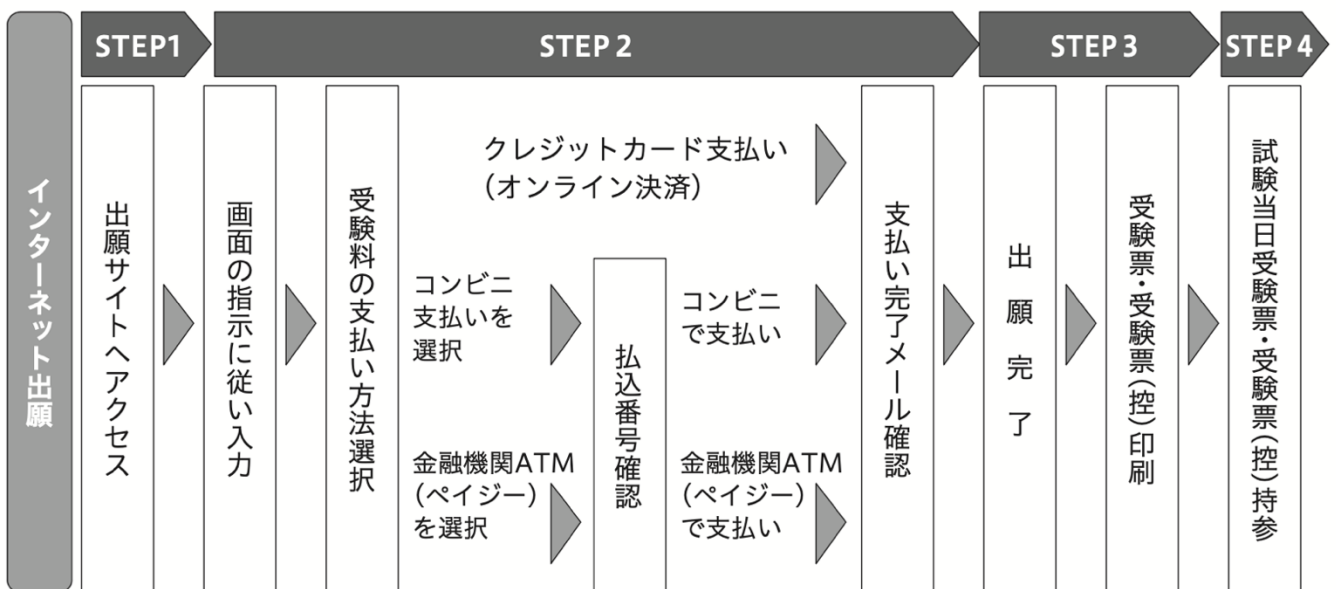 インターネット出願
STEP1
STEP 2
STEP 3
STEP 4
出願サイトへアクセス
画面の指示に従い入力
受験料の支払い方法選択
クレジットカード支払い
（オンライン決済）
コンビニ
支払いを
選択
金融機関ATM
（ペイジー）
を選択
払込番号確認
コンビニ
で支払い
金融機関ATM
（ペイジー）
で支払い
支払い完了メール確認
出願完了
受験票・受験票（控）印刷
試験当日受験票・受験票（控）持参